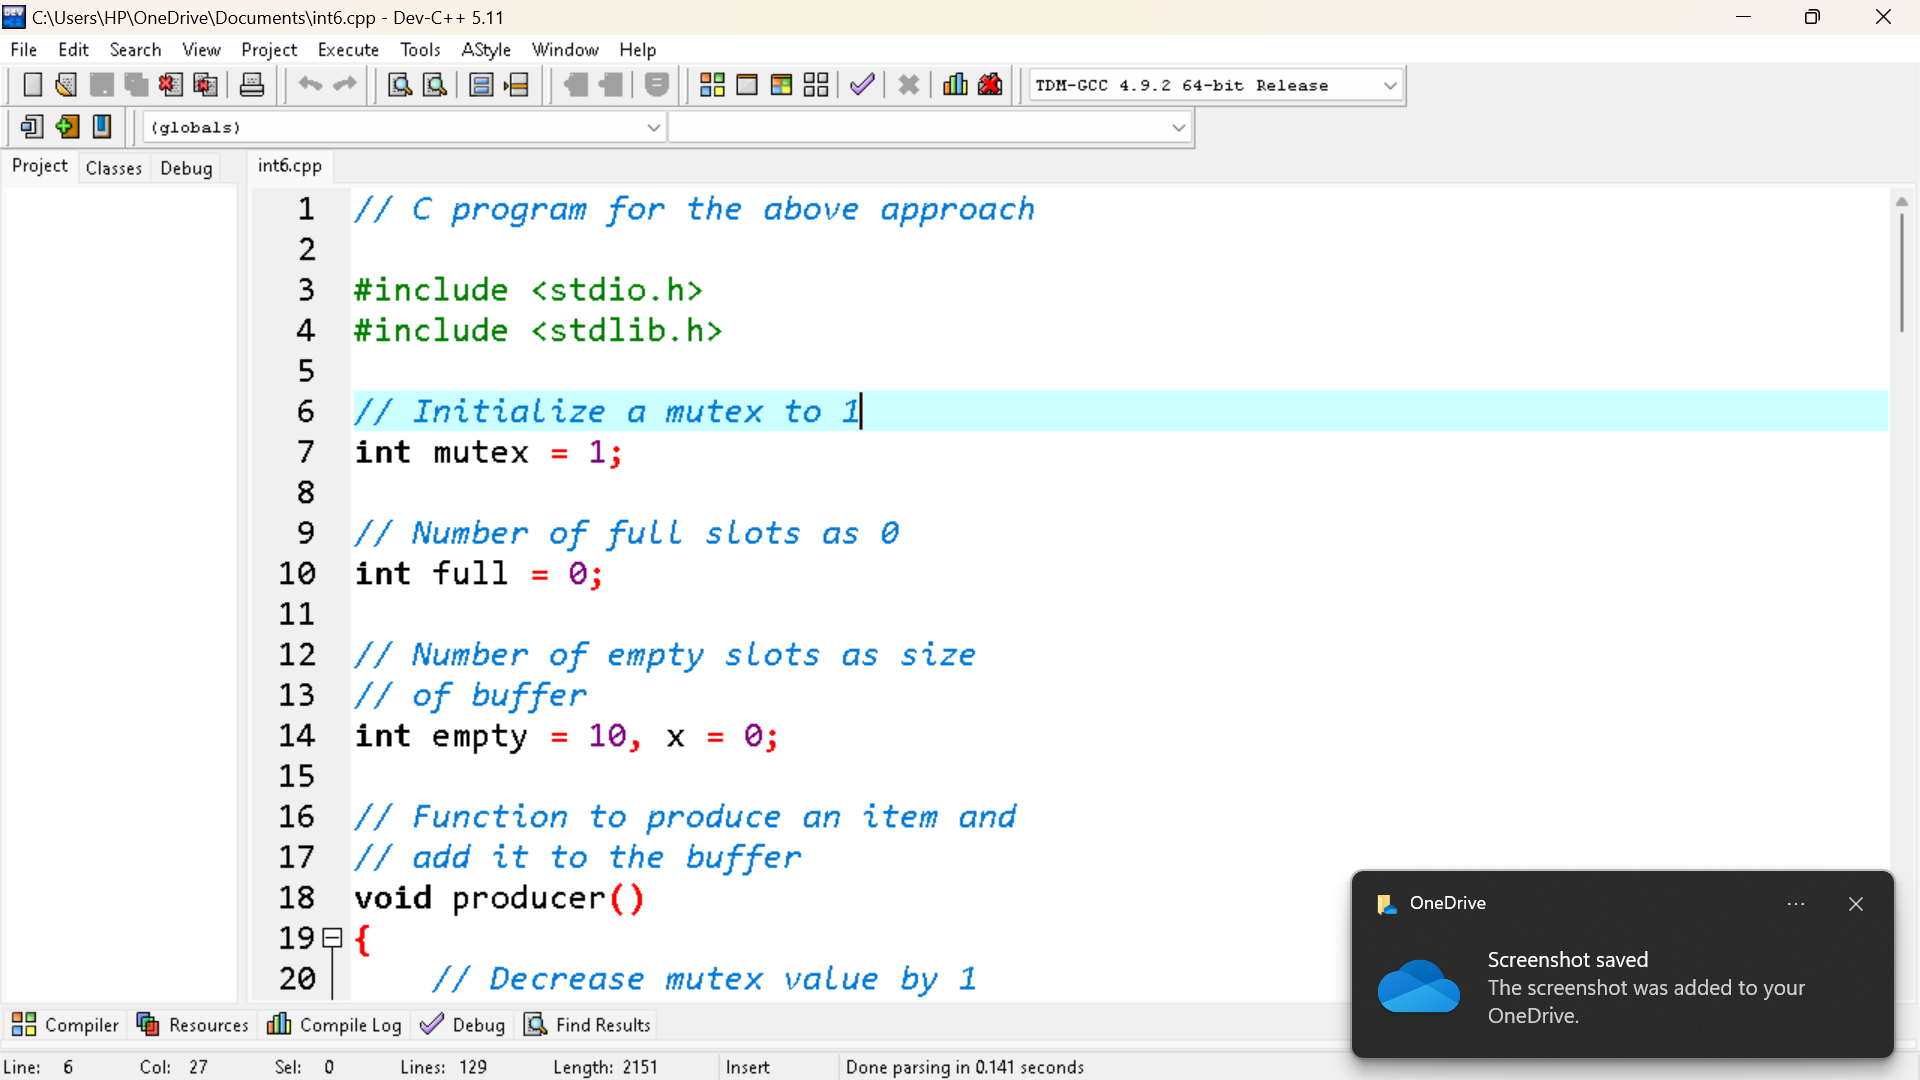 C:\Users\HP\OneDrive\Documents\int6.cpp - Dev-C++ 5.11
File Edit Search View Project Execute Tools AStyle Window Help
TDM-GCC 4.9.2 64-bit Release
(globals)
Project Classes Debug int6.cpp
1 // C program for the above approach
2
3 #include <stdio.h>
4 #include <stdlib.h>
5
6 // Initialize a mutex to 1
7 int mutex = 1;
8
9 // Number of full slots as 0
10 int full = 0;
11
12 // Number of empty slots as size
13 // of buffer
14 int empty = 10, x = 0;
15
16 // Function to produce an item and
17 // add it to the buffer
18 void producer()
19 {
20 // Decrease mutex value by 1
OneDrive
Screenshot saved
The screenshot was added to your
OneDrive.
Compiler Resources Compile Log Debug Find Results
Line: 6 Col: 27 Sel: 0 Lines: 129 Length: 2151 Insert Done parsing in 0.141 seconds